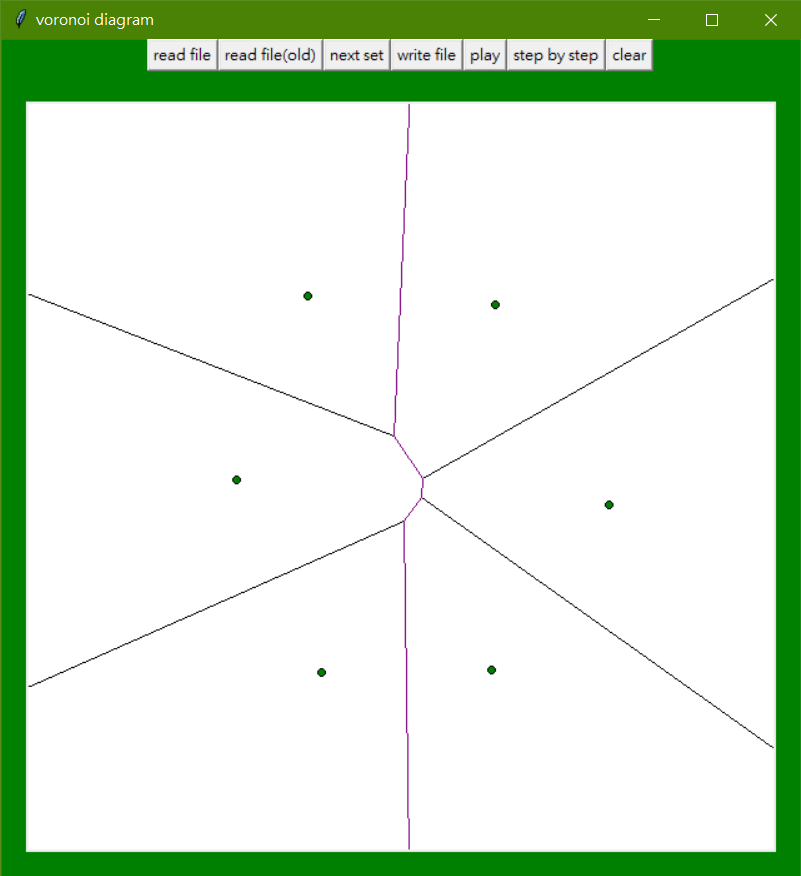 voronoi diagram
read file read file(old) next set write file play step by step clear